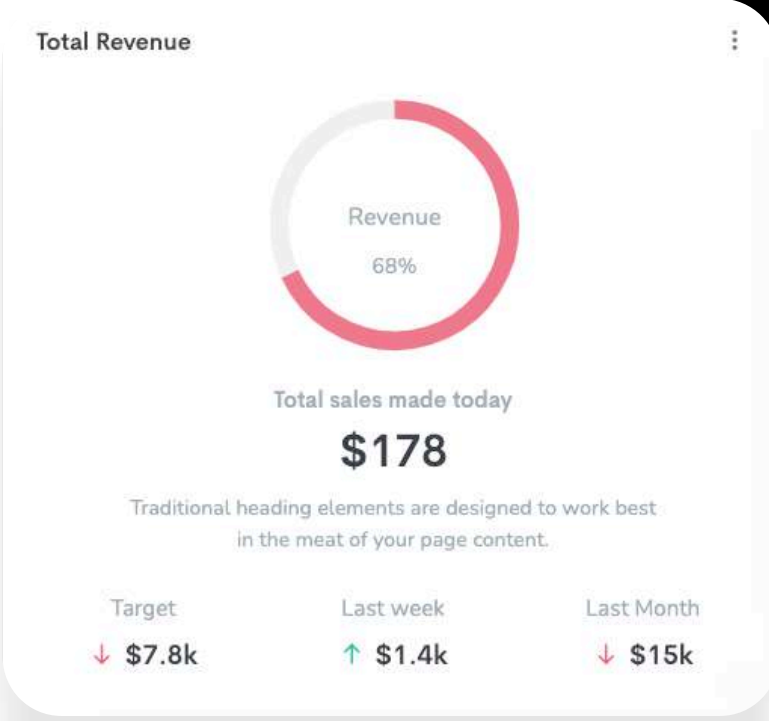 Total Revenue
Revenue
68%
Total sales made today
$178
Traditional heading elements are designed to work best
in the meat of your page content.
Target Last week Last Month
↓ $7.8k ↑ $1.4k ↓ $15k